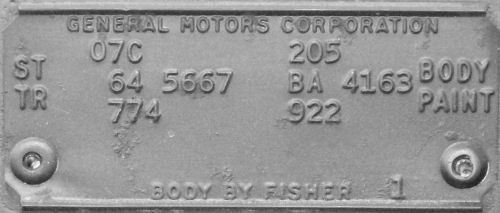 GENERAL MOTORS CORPORATION
07C 205
ST 64 5667 BA 4163 BODY
TR 774 922 PAINT
BODY BY FISHER 1